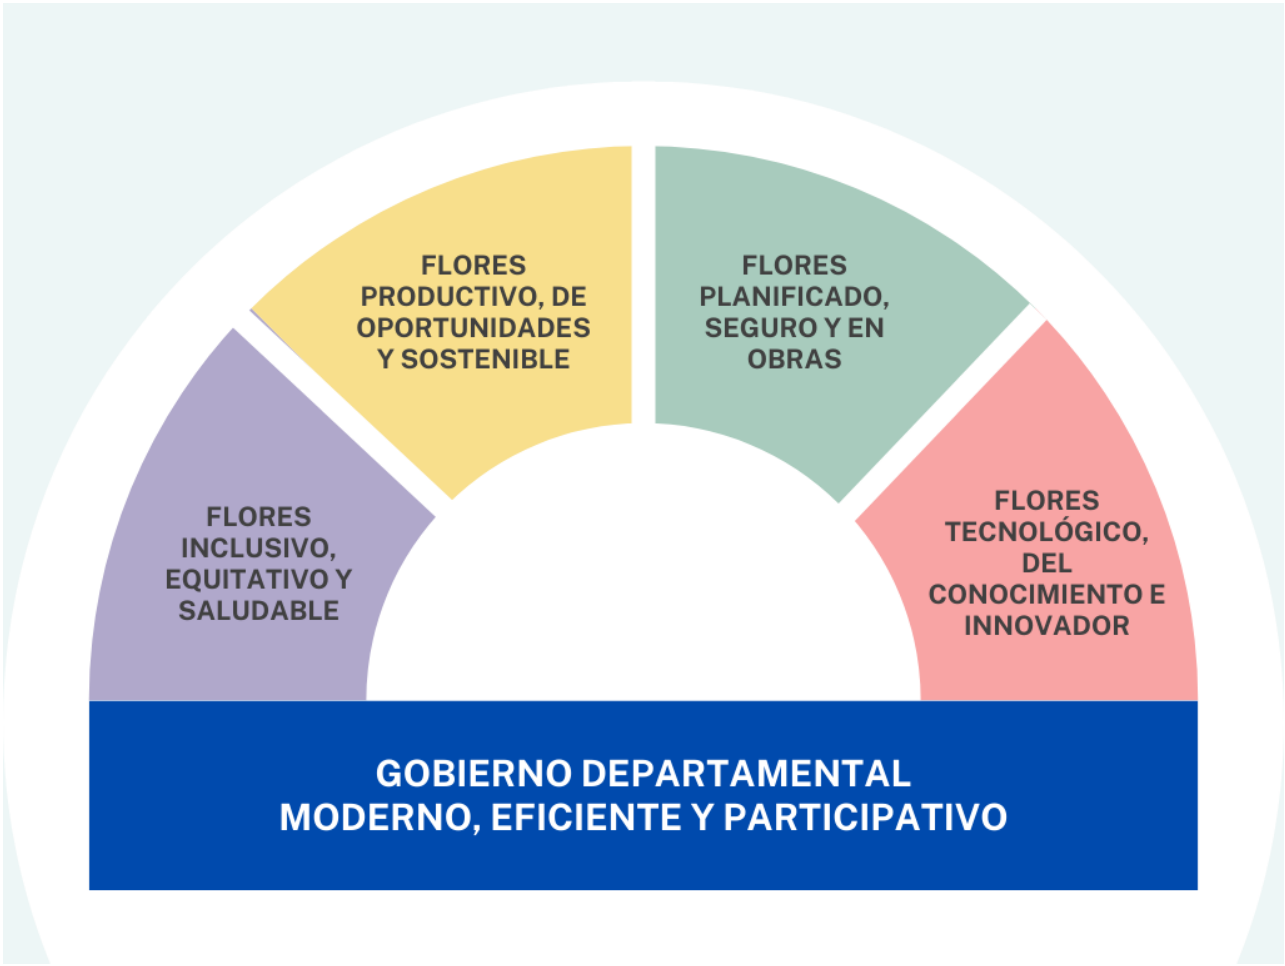 FLORES
PRODUCTIVO, DE
OPORTUNIDADES
Y SOSTENIBLE
FLORES
PLANIFICADO,
SEGURO Y EN
OBRAS
FLORES
INCLUSIVO,
EQUITATIVO Y
SALUDABLE
FLORES
TECNOLÓGICO,
DEL
CONOCIMIENTO E
INNOVADOR
GOBIERNO DEPARTAMENTAL
MODERNO, EFICIENTE Y PARTICIPATIVO